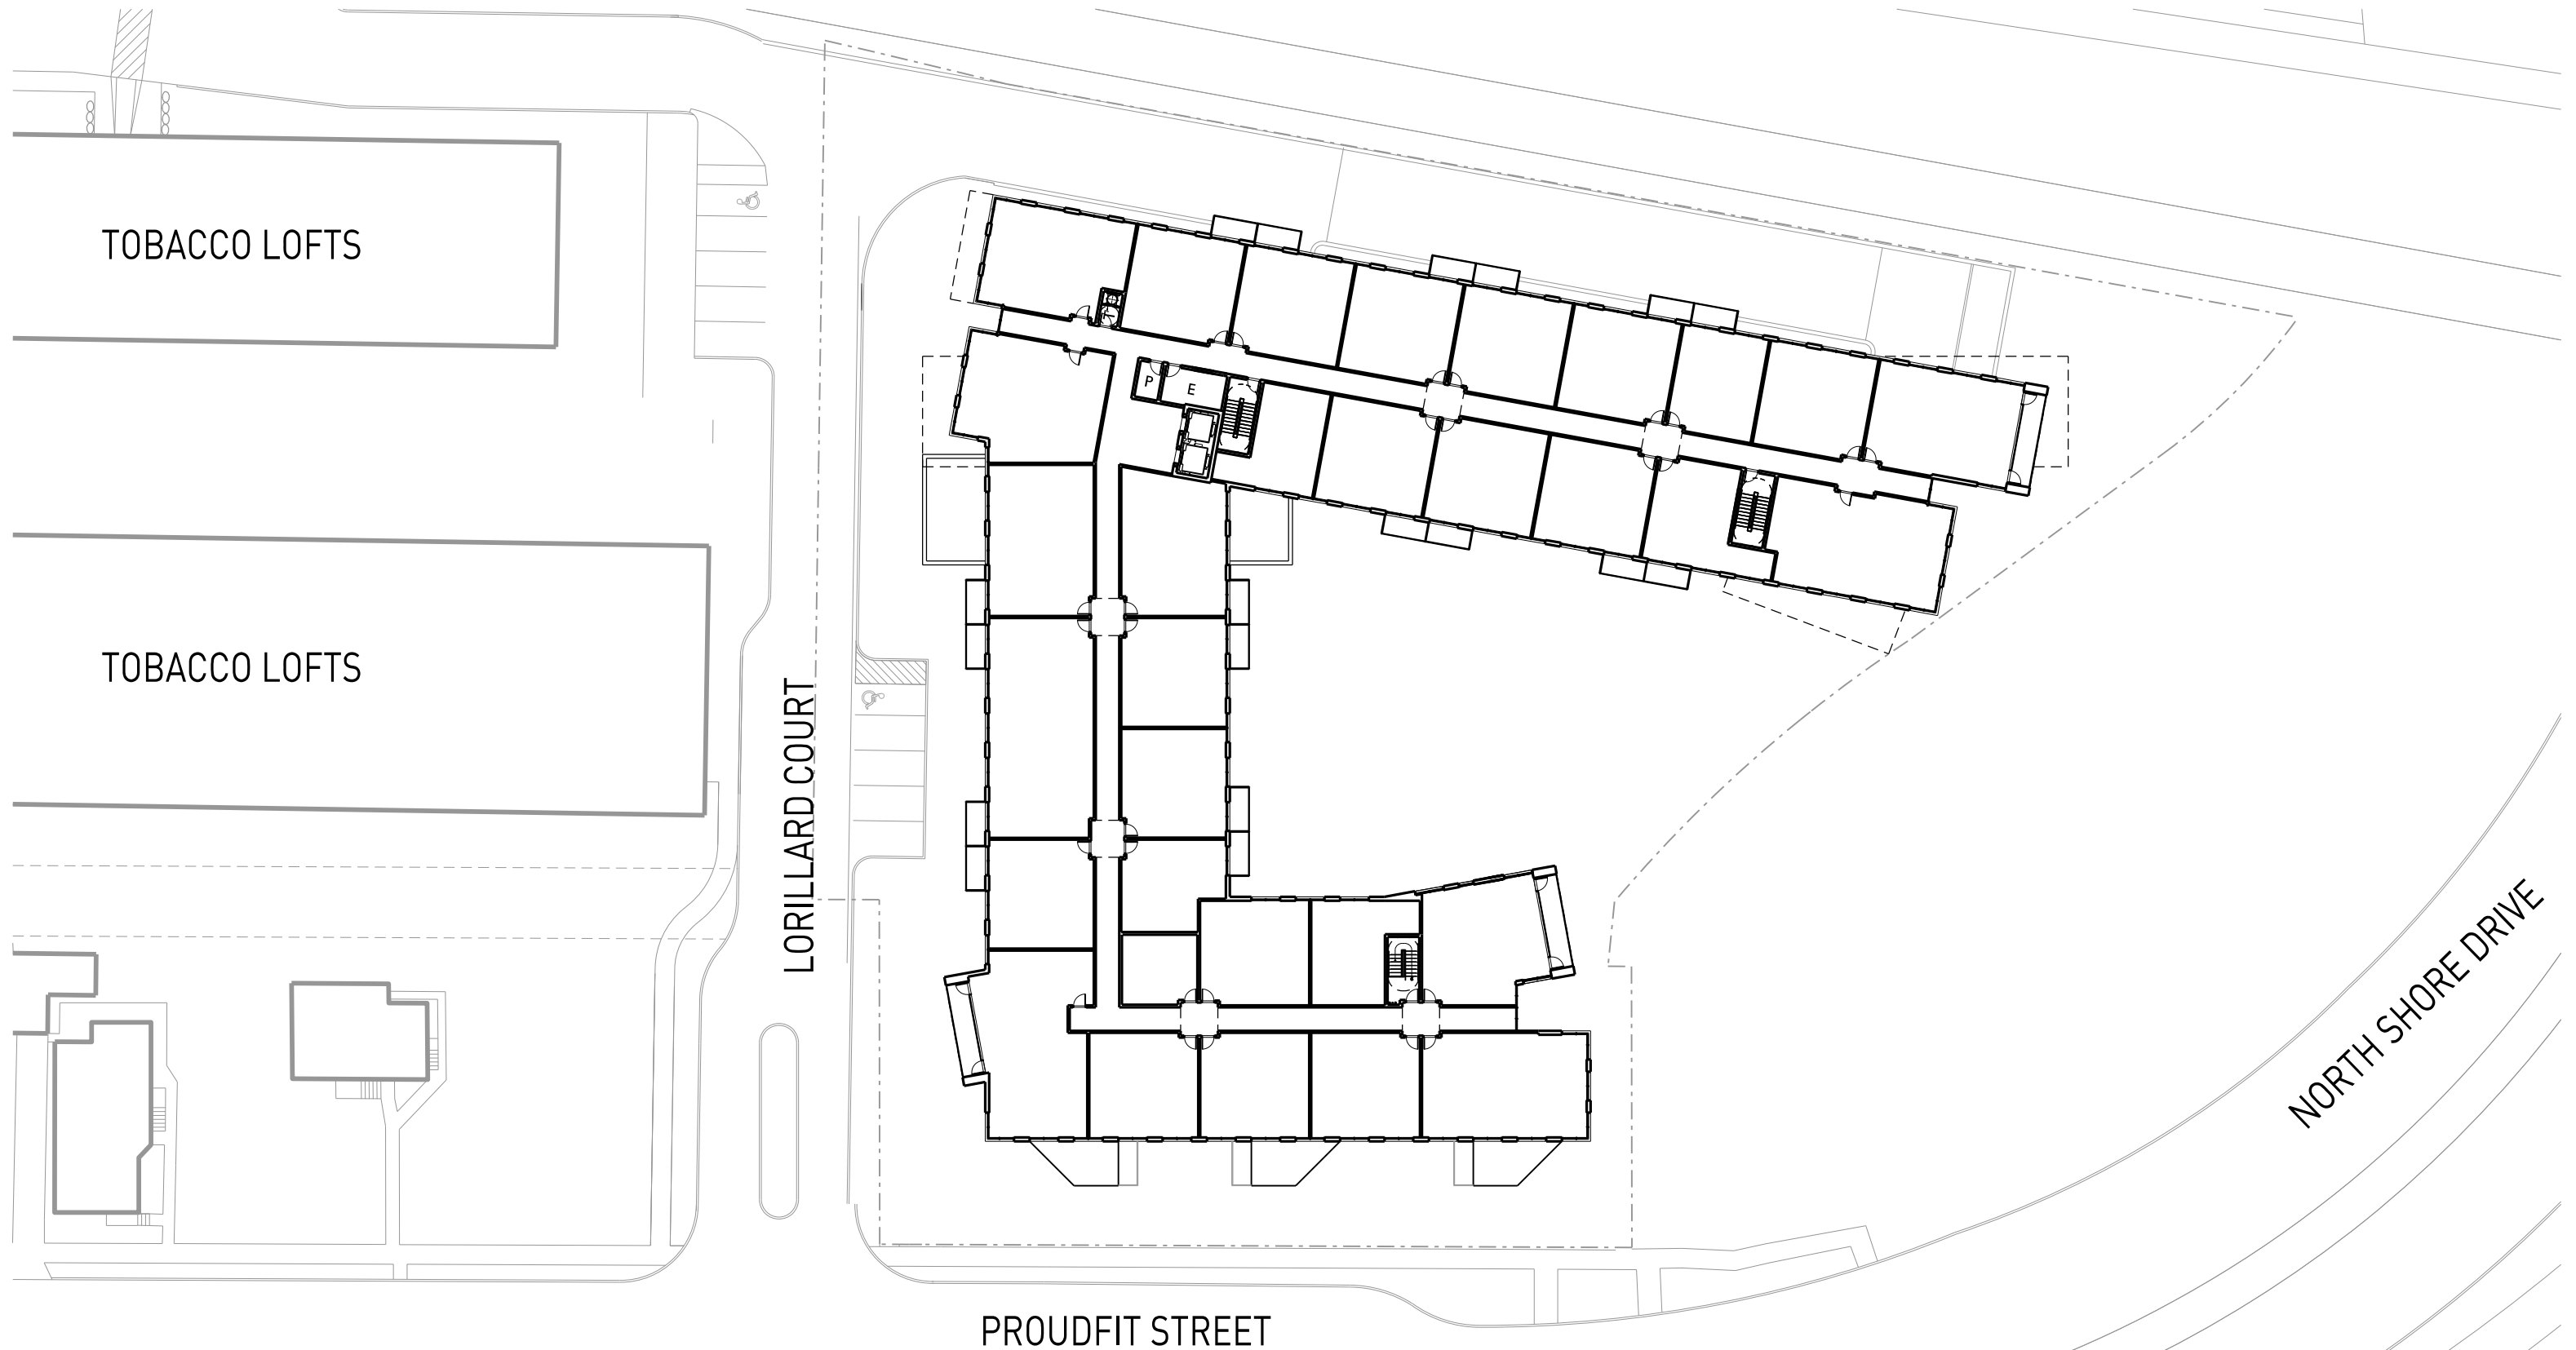 TOBACCO LOFTS
P
E
TOBACCO LOFTS
LORILLARD COURT
NORTH SHORE DRIVE
PROUDFIT STREET